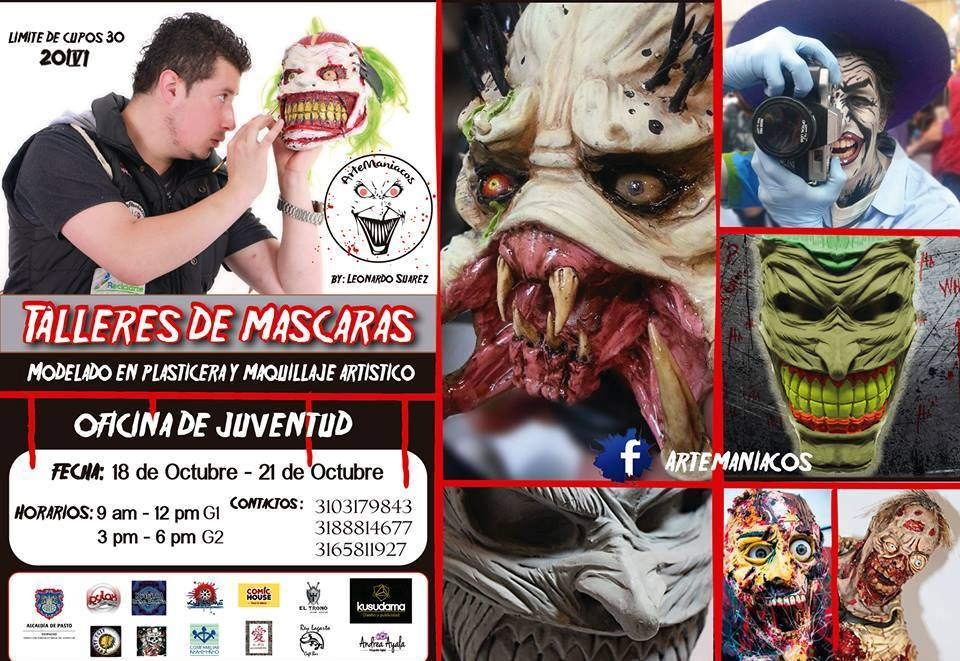 LIMITE DE CUPOS 30
ArteManiacos
Reciclarte
BY: LEONARDO SUAREZ
TALLERES DE MASCARAS
MODELADO EN PLASTICERA Y MAQUILLAJE ARTISTICO
OFICINA DE JUVENTUD
FECHA: 18 de Octubre - 21 de Octubre
HORARIOS: 9 am - 12 pm G1
3 pm - 6 pm G2
CONTACTOS: 3103179843
3188814677
3165811927
ALCALDÍA DE PASTO
COMIC
HOUSE
EL TRONO
kusudama
Andrea Ayala
f ARTEMANIACOS